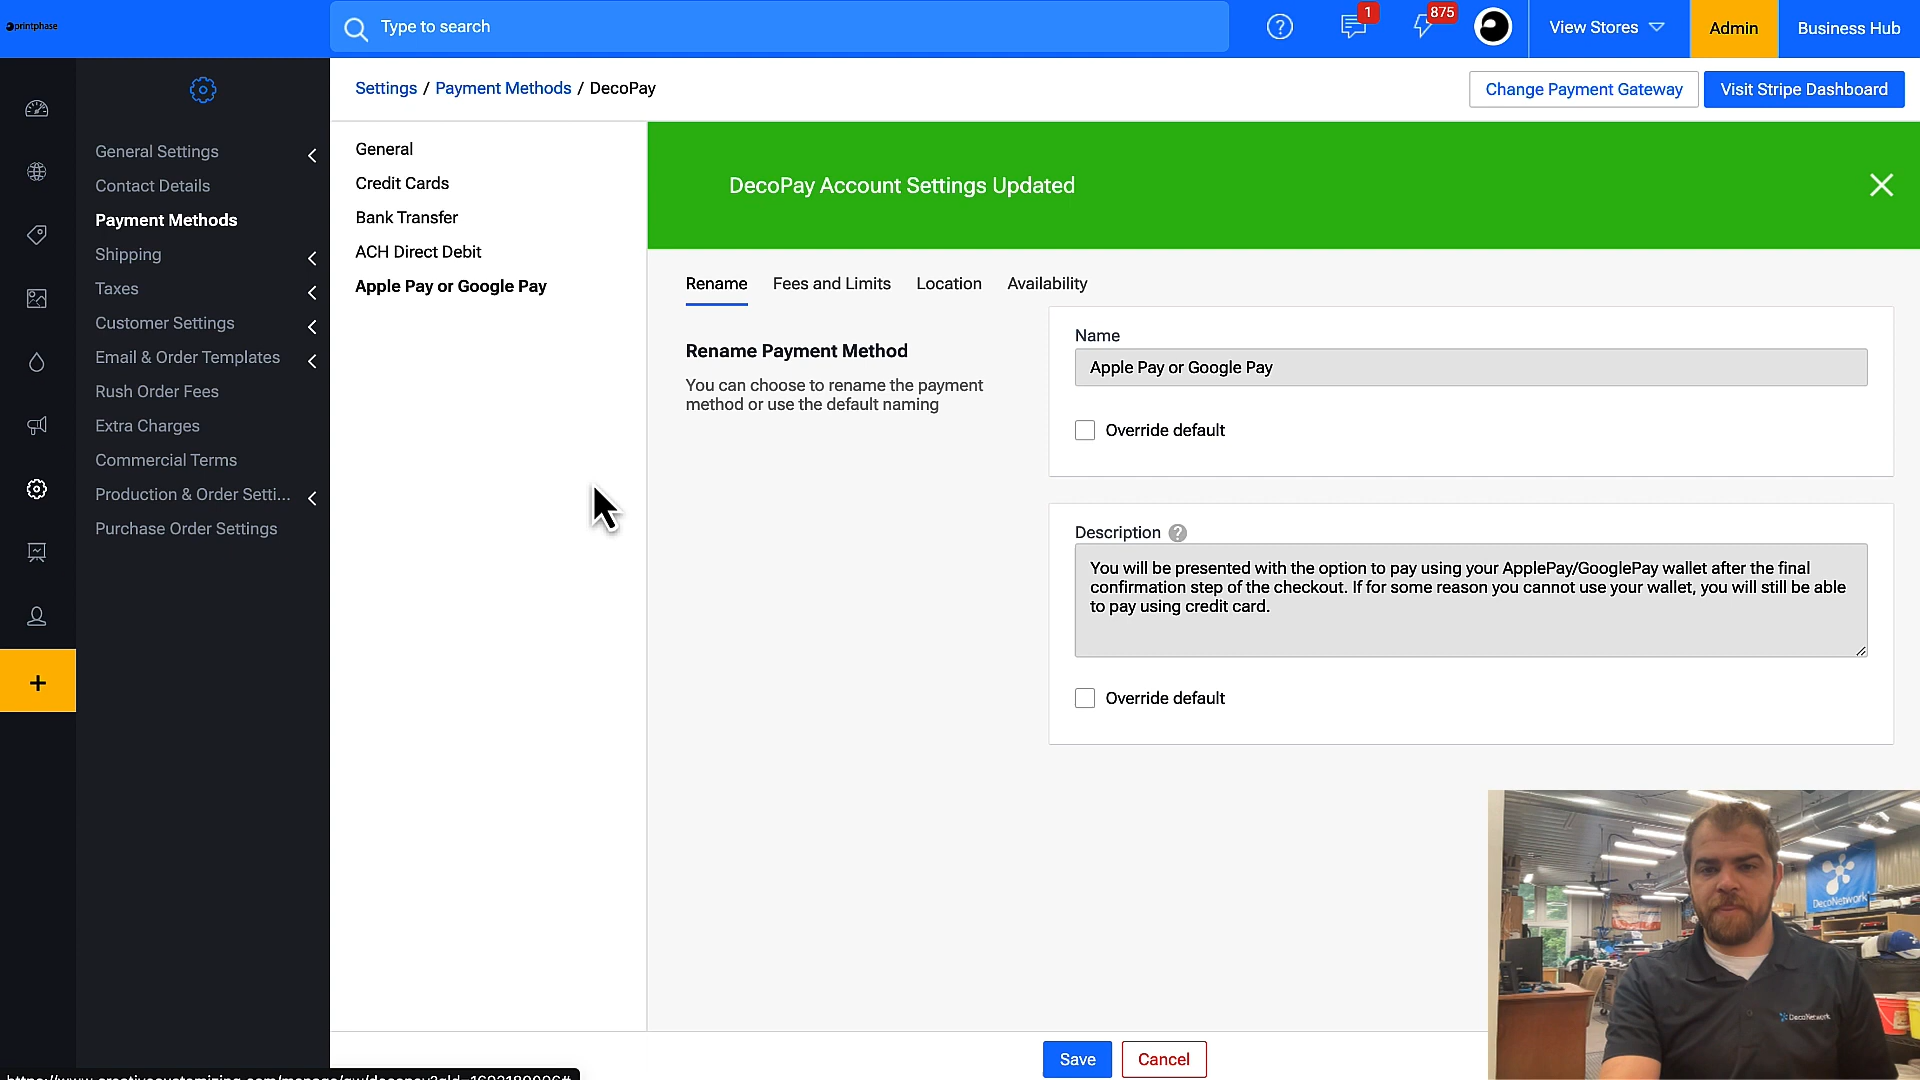 printphase
Type to search
1
875
View Stores
Admin
Business Hub
Settings / Payment Methods / DecoPay
Change Payment Gateway
Visit Stripe Dashboard
General Settings
Contact Details
Payment Methods
Shipping
Taxes
Customer Settings
Email & Order Templates
Rush Order Fees
Extra Charges
Commercial Terms
Production & Order Setti...
Purchase Order Settings
General
Credit Cards
Bank Transfer
ACH Direct Debit
Apple Pay or Google Pay
DecoPay Account Settings Updated
Rename
Fees and Limits
Location
Availability
Rename Payment Method
You can choose to rename the payment
method or use the default naming
Name
Apple Pay or Google Pay
Override default
Description
You will be presented with the option to pay using your ApplePay/GooglePay wallet after the final
confirmation step of the checkout. If for some reason you cannot use your wallet, you will still be able
to pay using credit card.
Override default
Save
Cancel
DecoNetwork
DecoNetwork